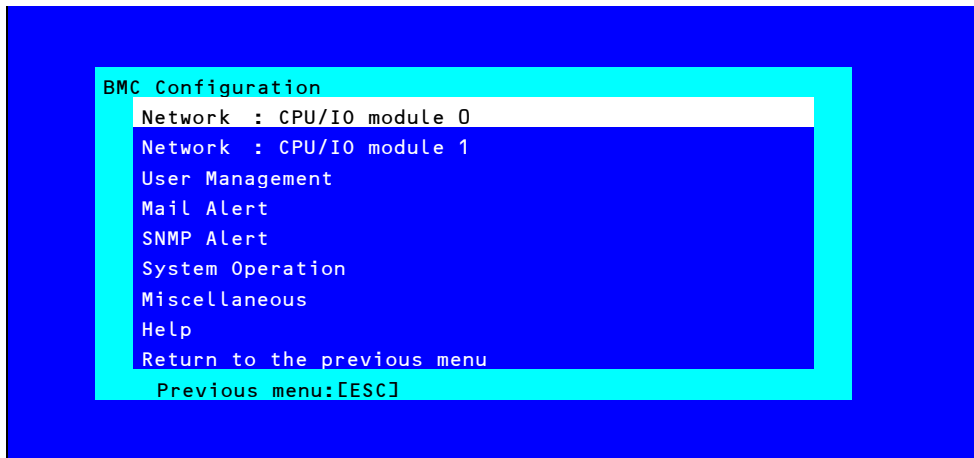 BMC Configuration
Network : CPU/IO module 0
Network : CPU/IO module 1
User Management
Mail Alert
SNMP Alert
System Operation
Miscellaneous
Help
Return to the previous menu
Previous menu:[ESC]